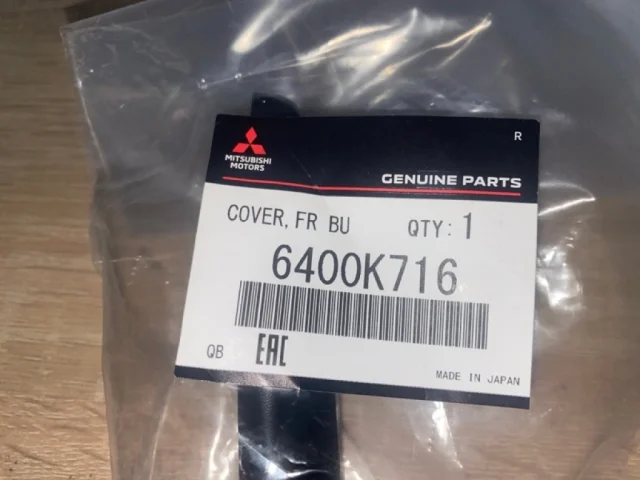 R
MITSUBISHI
MOTORS
GENUINE PARTS
COVER, FR BU QTY: 1
6400K716
QB EAC
MADE IN JAPAN